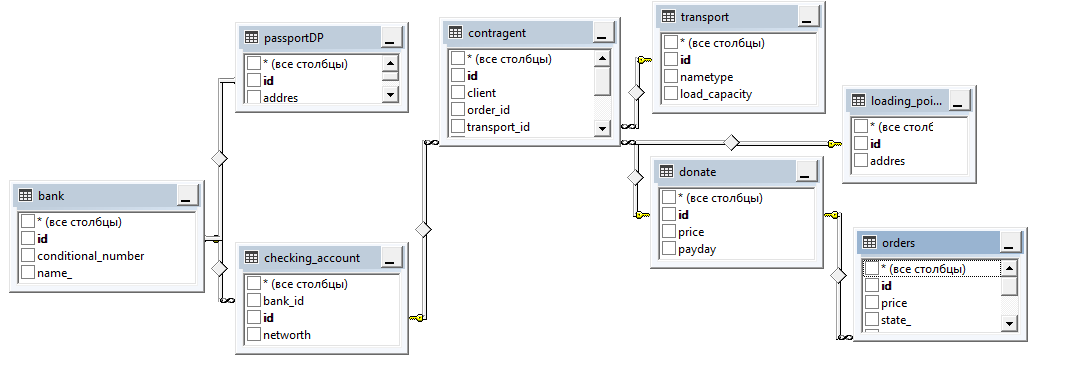 passportDP
* (все столбцы)
id
addres
contragent
* (все столбцы)
id
client
order_id
transport_id
transport
* (все столбцы)
id
nametype
load_capacity
loading_poi...
* (все столб
id
addres
bank
* (все столбцы)
id
conditional_number
name_
checking_account
* (все столбцы)
bank_id
id
networth
donate
* (все столбцы)
id
price
payday
orders
* (все столбцы)
id
price
state_